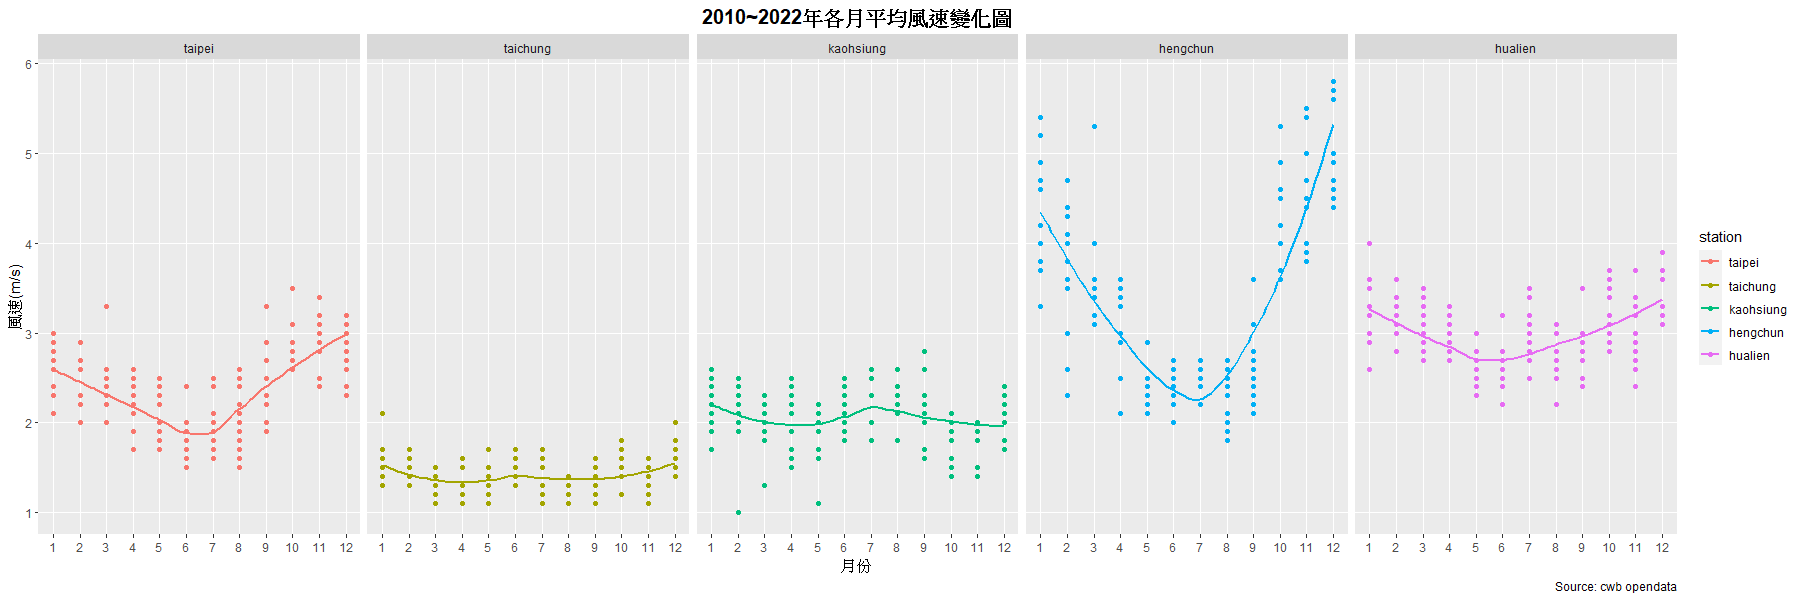 2010~2022年各月平均風速變化圖
taipei taichung kaohsiung hengchun hualien
風速(m/s)
6
5
4
3
2
1
1 2 3 4 5 6 7 8 9 10 11 12 1 2 3 4 5 6 7 8 9 10 11 12 1 2 3 4 5 6 7 8 9 10 11 12 1 2 3 4 5 6 7 8 9 10 11 12 1 2 3 4 5 6 7 8 9 10 11 12
月份
station
taipei
taichung
kaohsiung
hengchun
hualien
Source: cwb opendata